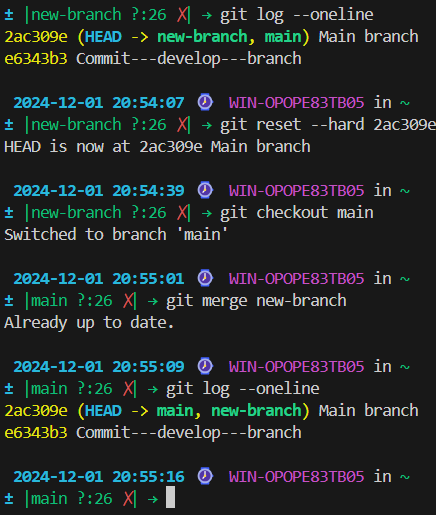 ± |new-branch ?:26 ✗| → git log --oneline
2ac309e (HEAD -> new-branch, main) Main branch
e6343b3 Commit---develop---branch
2024-12-01 20:54:07 ⌚ WIN-OPOPE83TB05 in ~
± |new-branch ?:26 ✗| → git reset --hard 2ac309e
HEAD is now at 2ac309e Main branch
2024-12-01 20:54:39 ⌚ WIN-OPOPE83TB05 in ~
± |new-branch ?:26 ✗| → git checkout main
Switched to branch 'main'
2024-12-01 20:55:01 ⌚ WIN-OPOPE83TB05 in ~
± |main ?:26 ✗| → git merge new-branch
Already up to date.
2024-12-01 20:55:09 ⌚ WIN-OPOPE83TB05 in ~
± |main ?:26 ✗| → git log --oneline
2ac309e (HEAD -> main, new-branch) Main branch
e6343b3 Commit---develop---branch
2024-12-01 20:55:16 ⌚ WIN-OPOPE83TB05 in ~
± |main ?:26 ✗| →